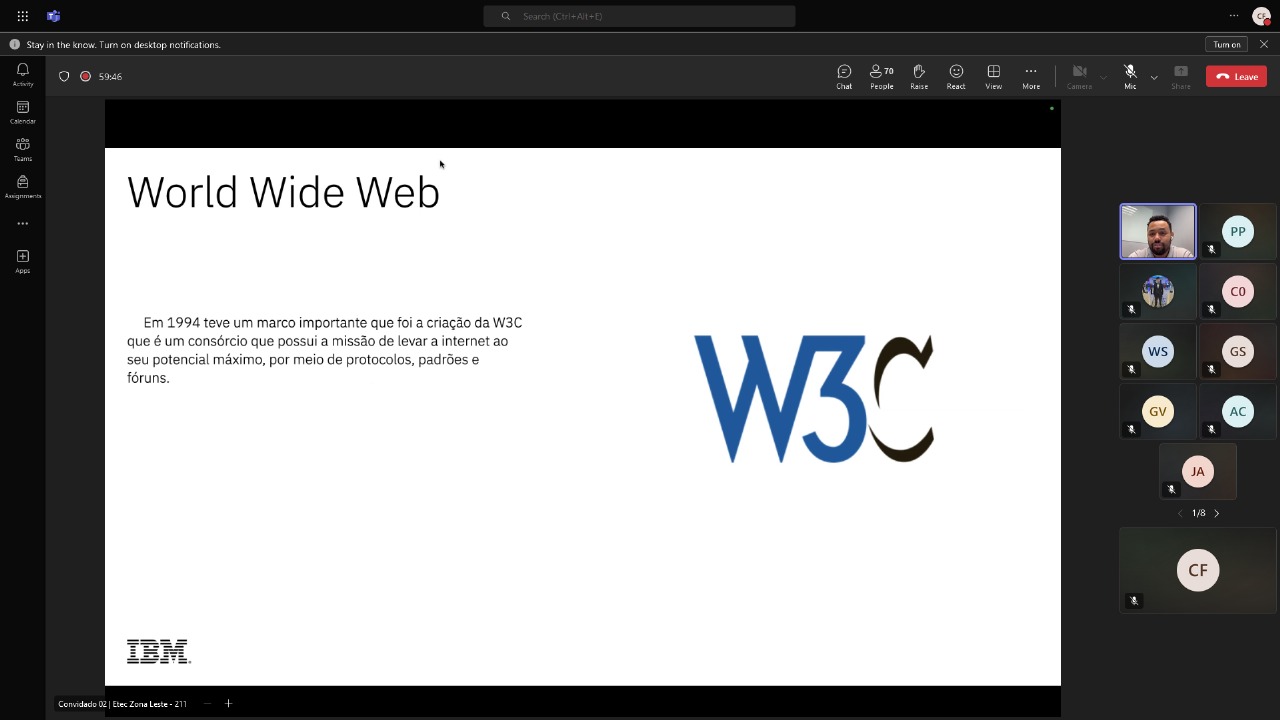 Search (Ctrl+Alt+E)
CF
Stay in the know. Turn on desktop notifications.
Turn on
Activity
Calendar
Teams
Assignments
Apps
59:46
Chat
70
People
Raise
React
View
More
Camera
Mic
Share
Leave
World Wide Web
Em 1994 teve um marco importante que foi a criação da W3C
que é um consórcio que possui a missão de levar a internet ao
seu potencial máximo, por meio de protocolos, padrões e
fóruns.
W3C
IBM
Convidado 02 | Etec Zona Leste - 211
PP
C0
WS
GS
GV
AC
JA
1/8
CF